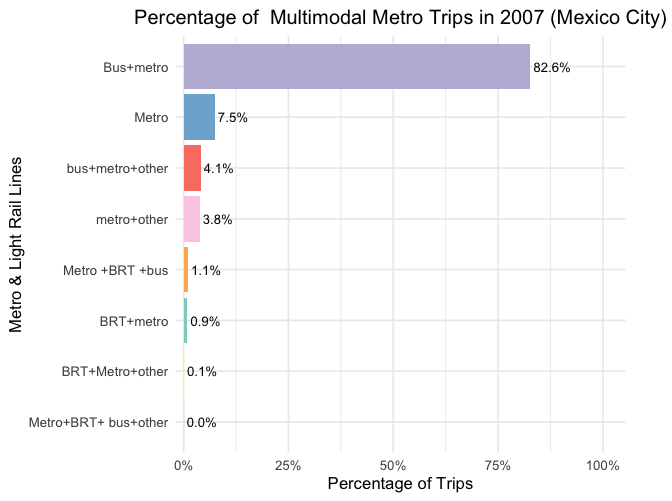 Percentage of  Multimodal Metro Trips in 2007 (Mexico City)
Metro & Light Rail Lines
Bus+metro
82.6%
Metro
7.5%
bus+metro+other
4.1%
metro+other
3.8%
Metro +BRT +bus
1.1%
BRT+metro
0.9%
BRT+Metro+other
0.1%
Metro+BRT+ bus+other
0.0%
0%
25%
50%
75%
100%
Percentage of Trips